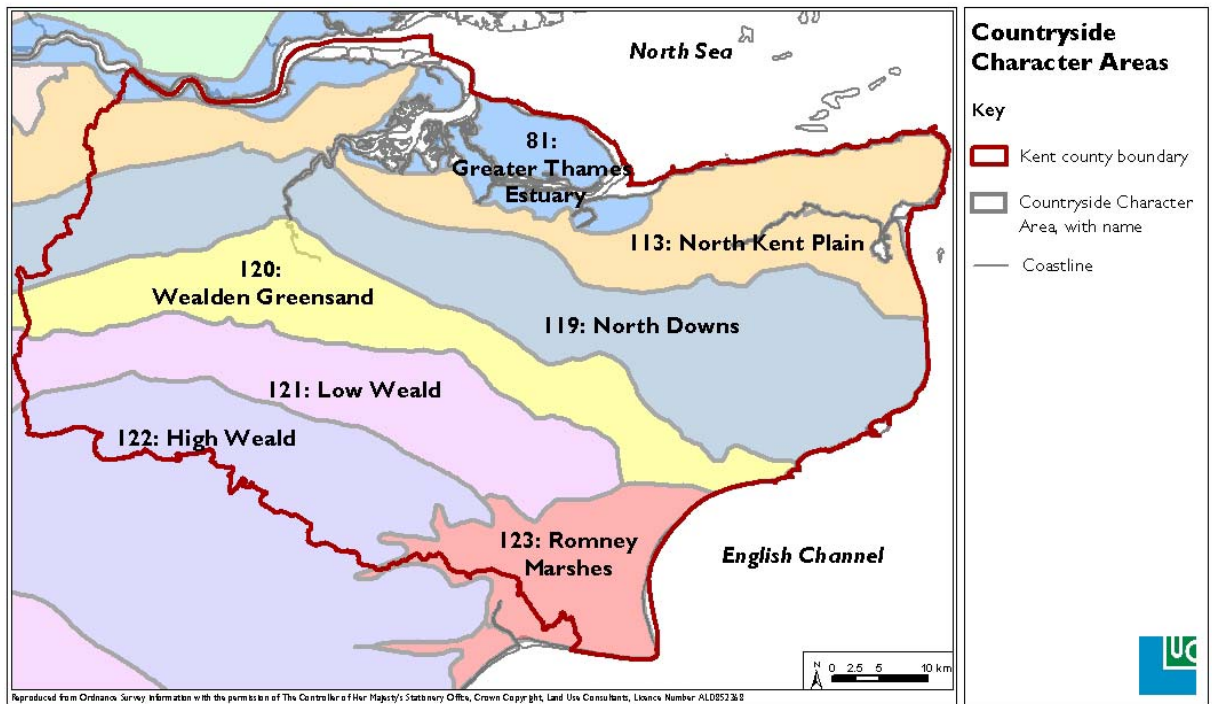 North Sea
81:
Greater Thames
Estuary
113: North Kent Plain
120:
Wealden Greensand
119: North Downs
121: Low Weald
122: High Weald
123: Romney
Marshes
English Channel
N 0 2.5 5 10 km
Reproduced from Ordnance Survey information with the permission of The Controller of Her Majesty's Stationery Office, Crown Copyright, Land Use Consultants, Licence Number ALD852368
Countryside
Character Areas
Key
Kent county boundary
Countryside Character
Area, with name
Coastline
LUC